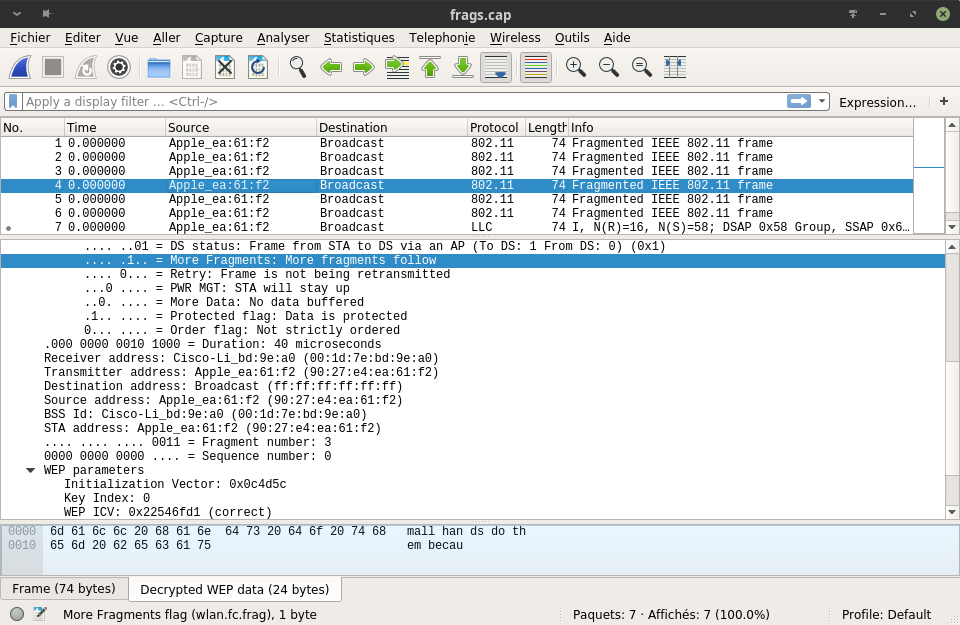 frags.cap
Fichier Editer Vue Aller Capture Analyser Statistiques Telephonie Wireless Outils Aide
Apply a display filter ... <Ctrl-/> Expression... +
No. Time Source Destination Protocol Length Info
1 0.000000 Apple_ea:61:f2 Broadcast 802.11 74 Fragmented IEEE 802.11 frame
2 0.000000 Apple_ea:61:f2 Broadcast 802.11 74 Fragmented IEEE 802.11 frame
3 0.000000 Apple_ea:61:f2 Broadcast 802.11 74 Fragmented IEEE 802.11 frame
4 0.000000 Apple_ea:61:f2 Broadcast 802.11 74 Fragmented IEEE 802.11 frame
5 0.000000 Apple_ea:61:f2 Broadcast 802.11 74 Fragmented IEEE 802.11 frame
6 0.000000 Apple_ea:61:f2 Broadcast 802.11 74 Fragmented IEEE 802.11 frame
7 0.000000 Apple_ea:61:f2 Broadcast LLC 74 I, N(R)=16, N(S)=58; DSAP 0x58 Group, SSAP 0x6...
.... ..01 = DS status: Frame from STA to DS via an AP (To DS: 1 From DS: 0) (0x1)
.... .1.. = More Fragments: More fragments follow
.... 0... = Retry: Frame is not being retransmitted
...0 .... = PWR MGT: STA will stay up
..0. .... = More Data: No data buffered
.1.. .... = Protected flag: Data is protected
0... .... = Order flag: Not strictly ordered
.000 0000 0010 1000 = Duration: 40 microseconds
Receiver address: Cisco-Li_bd:9e:a0 (00:1d:7e:bd:9e:a0)
Transmitter address: Apple_ea:61:f2 (90:27:e4:ea:61:f2)
Destination address: Broadcast (ff:ff:ff:ff:ff:ff)
Source address: Apple_ea:61:f2 (90:27:e4:ea:61:f2)
BSS Id: Cisco-Li_bd:9e:a0 (00:1d:7e:bd:9e:a0)
STA address: Apple_ea:61:f2 (90:27:e4:ea:61:f2)
.... .... .... 0011 = Fragment number: 3
0000 0000 0000 .... = Sequence number: 0
WEP parameters
Initialization Vector: 0x0c4d5c
Key Index: 0
WEP ICV: 0x22546fd1 (correct)
0000 6d 61 6c 6c 20 68 61 6e 64 73 20 64 6f 20 74 68 mall han ds do th
0010 65 6d 20 62 65 63 61 75 em becau
Frame (74 bytes) Decrypted WEP data (24 bytes)
More Fragments flag (wlan.fc.frag), 1 byte Paquets: 7 · Affichés: 7 (100.0%) Profile: Default